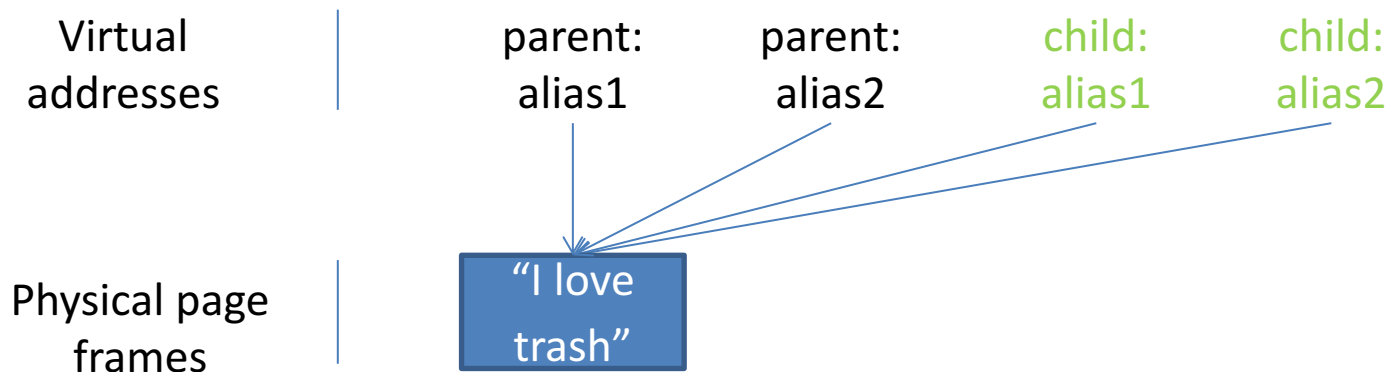 Virtual
addresses
parent:
alias1
parent:
alias2
child:
alias1
child:
alias2
Physical page
frames
“I love
trash”